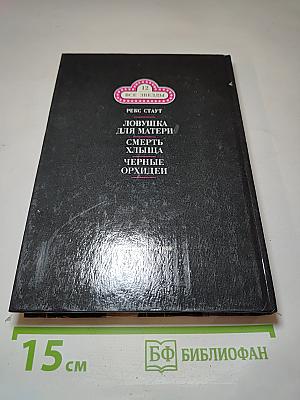 12
ВСЕ ЗВЕЗДЫ
РЕКС СТАУТ
ЛОВУШКА
ДЛЯ МАТЕРИ
СМЕРТЬ
ХЛЫЩА
ЧЕРНЫЕ
ОРХИДЕИ
15 см
БФ БИБЛИОФАН